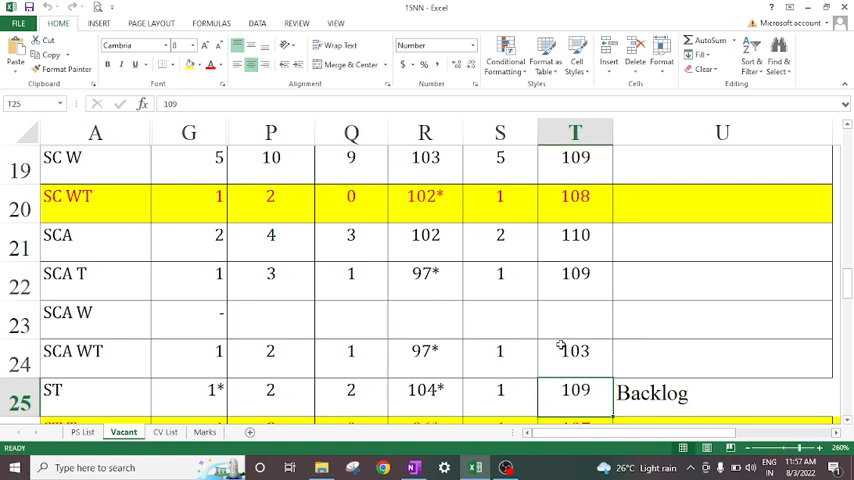 15NN - Excel
FILE HOME INSERT PAGE LAYOUT FORMULAS DATA REVIEW VIEW Microsoft account
Paste Cut Copy Format Painter Clipboard
Cambria 8 B I U Font
Wrap Text Merge & Center Alignment
Number $ % Number
Conditional Formatting Format as Table Cell Styles Styles
Insert Delete Format Cells
AutoSum Fill Clear Sort & Filter Find & Select Editing
T25 fx 109
A G P Q R S T U
19 SC W 5 10 9 103 5 109
20 SC WT 1 2 0 102* 1 108
21 SCA 2 4 3 102 2 110
22 SCA T 1 3 1 97* 1 109
23 SCA W -
24 SCA WT 1 2 1 97* 1 103
25 ST 1* 2 2 104* 1 109 Backlog
PS List Vacant CV List Marks
READY 260%
Type here to search 26°C Light rain ENG IN 11:57 AM 8/3/2022